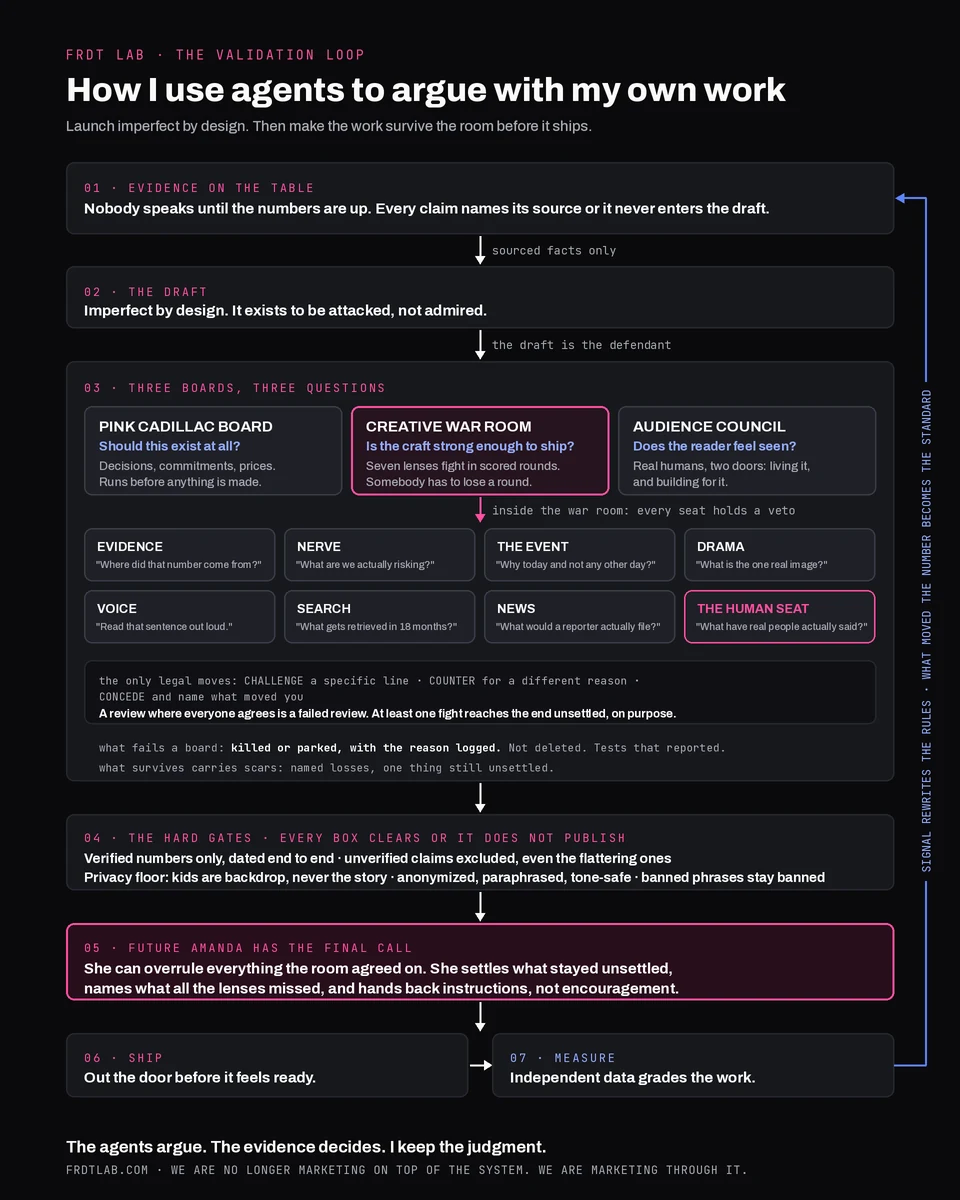 FRDT LAB · THE VALIDATION LOOP
How I use agents to argue with my own work
Launch imperfect by design. Then make the work survive the room before it ships.
01 · EVIDENCE ON THE TABLE
Nobody speaks until the numbers are up. Every claim names its source or it never enters the draft.
sourced facts only
02 · THE DRAFT
Imperfect by design. It exists to be attacked, not admired.
the draft is the defendant
03 · THREE BOARDS, THREE QUESTIONS
PINK CADILLAC BOARD
Should this exist at all?
Decisions, commitments, prices.
Runs before anything is made.
CREATIVE WAR ROOM
Is the craft strong enough to ship?
Seven lenses fight in scored rounds.
Somebody has to lose a round.
AUDIENCE COUNCIL
Does the reader feel seen?
Real humans, two doors: living it,
and building for it.
inside the war room: every seat holds a veto
EVIDENCE
"Where did that number come from?"
NERVE
"What are we actually risking?"
THE EVENT
"Why today and not any other day?"
DRAMA
"What is the one real image?"
VOICE
"Read that sentence out loud."
SEARCH
"What gets retrieved in 18 months?"
NEWS
"What would a reporter actually file?"
THE HUMAN SEAT
"What have real people actually said?"
the only legal moves: CHALLENGE a specific line · COUNTER for a different reason ·
CONCEDE and name what moved you
A review where everyone agrees is a failed review. At least one fight reaches the end unsettled, on purpose.
what fails a board: killed or parked, with the reason logged. Not deleted. Tests that reported.
what survives carries scars: named losses, one thing still unsettled.
04 · THE HARD GATES · EVERY BOX CLEARS OR IT DOES NOT PUBLISH
Verified numbers only, dated end to end · unverified claims excluded, even the flattering ones
Privacy floor: kids are backdrop, never the story · anonymized, paraphrased, tone-safe · banned phrases stay banned
05 · FUTURE AMANDA HAS THE FINAL CALL
She can overrule everything the room agreed on. She settles what stayed unsettled,
names what all the lenses missed, and hands back instructions, not encouragement.
06 · SHIP
Out the door before it feels ready.
07 · MEASURE
Independent data grades the work.
SIGNAL REWRITES THE RULES · WHAT MOVED THE NUMBER BECOMES THE STANDARD
The agents argue. The evidence decides. I keep the judgment.
FRDTLAB.COM · WE ARE NO LONGER MARKETING ON TOP OF THE SYSTEM. WE ARE MARKETING THROUGH IT.